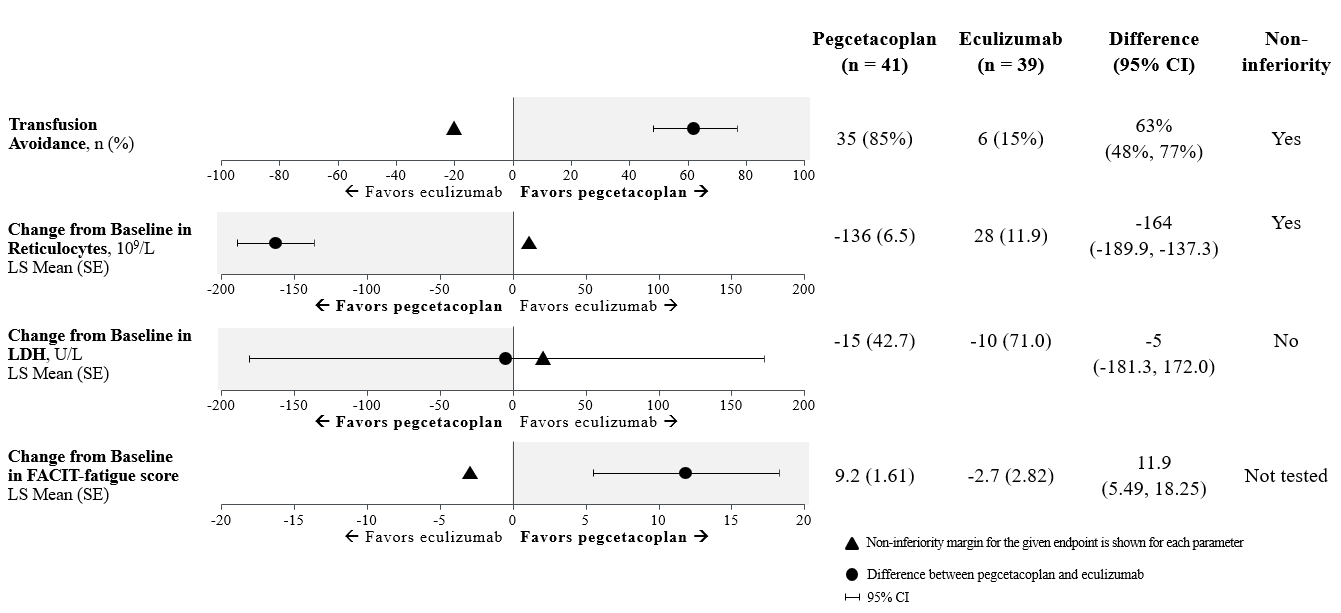 Pegcetacoplan Eculizumab Difference Non-
(n = 41) (n = 39) (95% CI) inferiority
Transfusion
Avoidance, n (%)
35 (85%) 6 (15%) 63%
(48%, 77%)
Yes
-100 -80 -60 -40 -20 0 20 40 60 80 100
← Favors eculizumab Favors pegcetacoplan →
Change from Baseline in
Reticulocytes, 10⁹/L
LS Mean (SE)
-136 (6.5) 28 (11.9) -164
(-189.9, -137.3)
Yes
-200 -150 -100 -50 0 50 100 150 200
← Favors pegcetacoplan Favors eculizumab →
Change from Baseline in
LDH, U/L
LS Mean (SE)
-15 (42.7) -10 (71.0) -5
(-181.3, 172.0)
No
-200 -150 -100 -50 0 50 100 150 200
← Favors pegcetacoplan Favors eculizumab →
Change from Baseline
in FACIT-fatigue score
LS Mean (SE)
9.2 (1.61) -2.7 (2.82) 11.9
(5.49, 18.25)
Not tested
-20 -15 -10 -5 0 5 10 15 20
← Favors eculizumab Favors pegcetacoplan →
Non-inferiority margin for the given endpoint is shown for each parameter
Difference between pegcetacoplan and eculizumab
95% CI